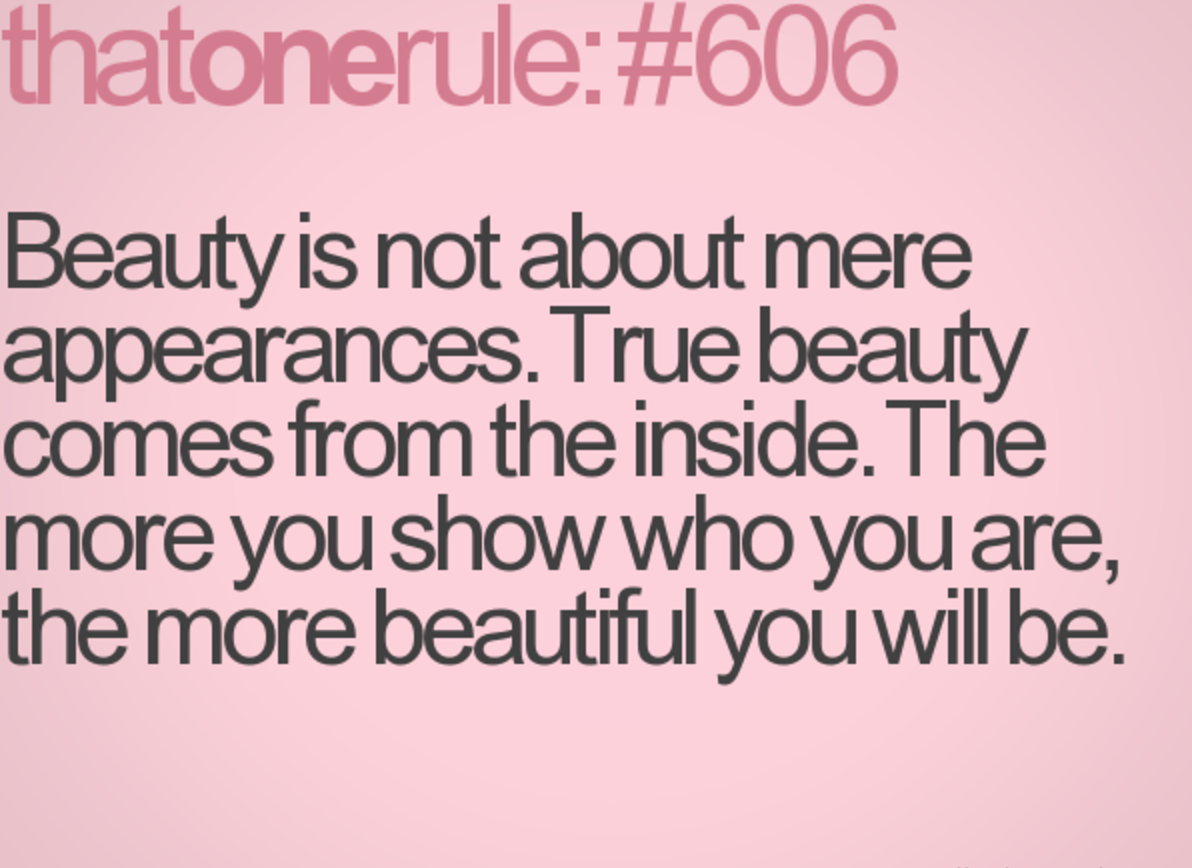 thatonerule: #606
Beauty is not about mere
appearances. True beauty
comes from the inside. The
more you show who you are,
the more beautiful you will be.